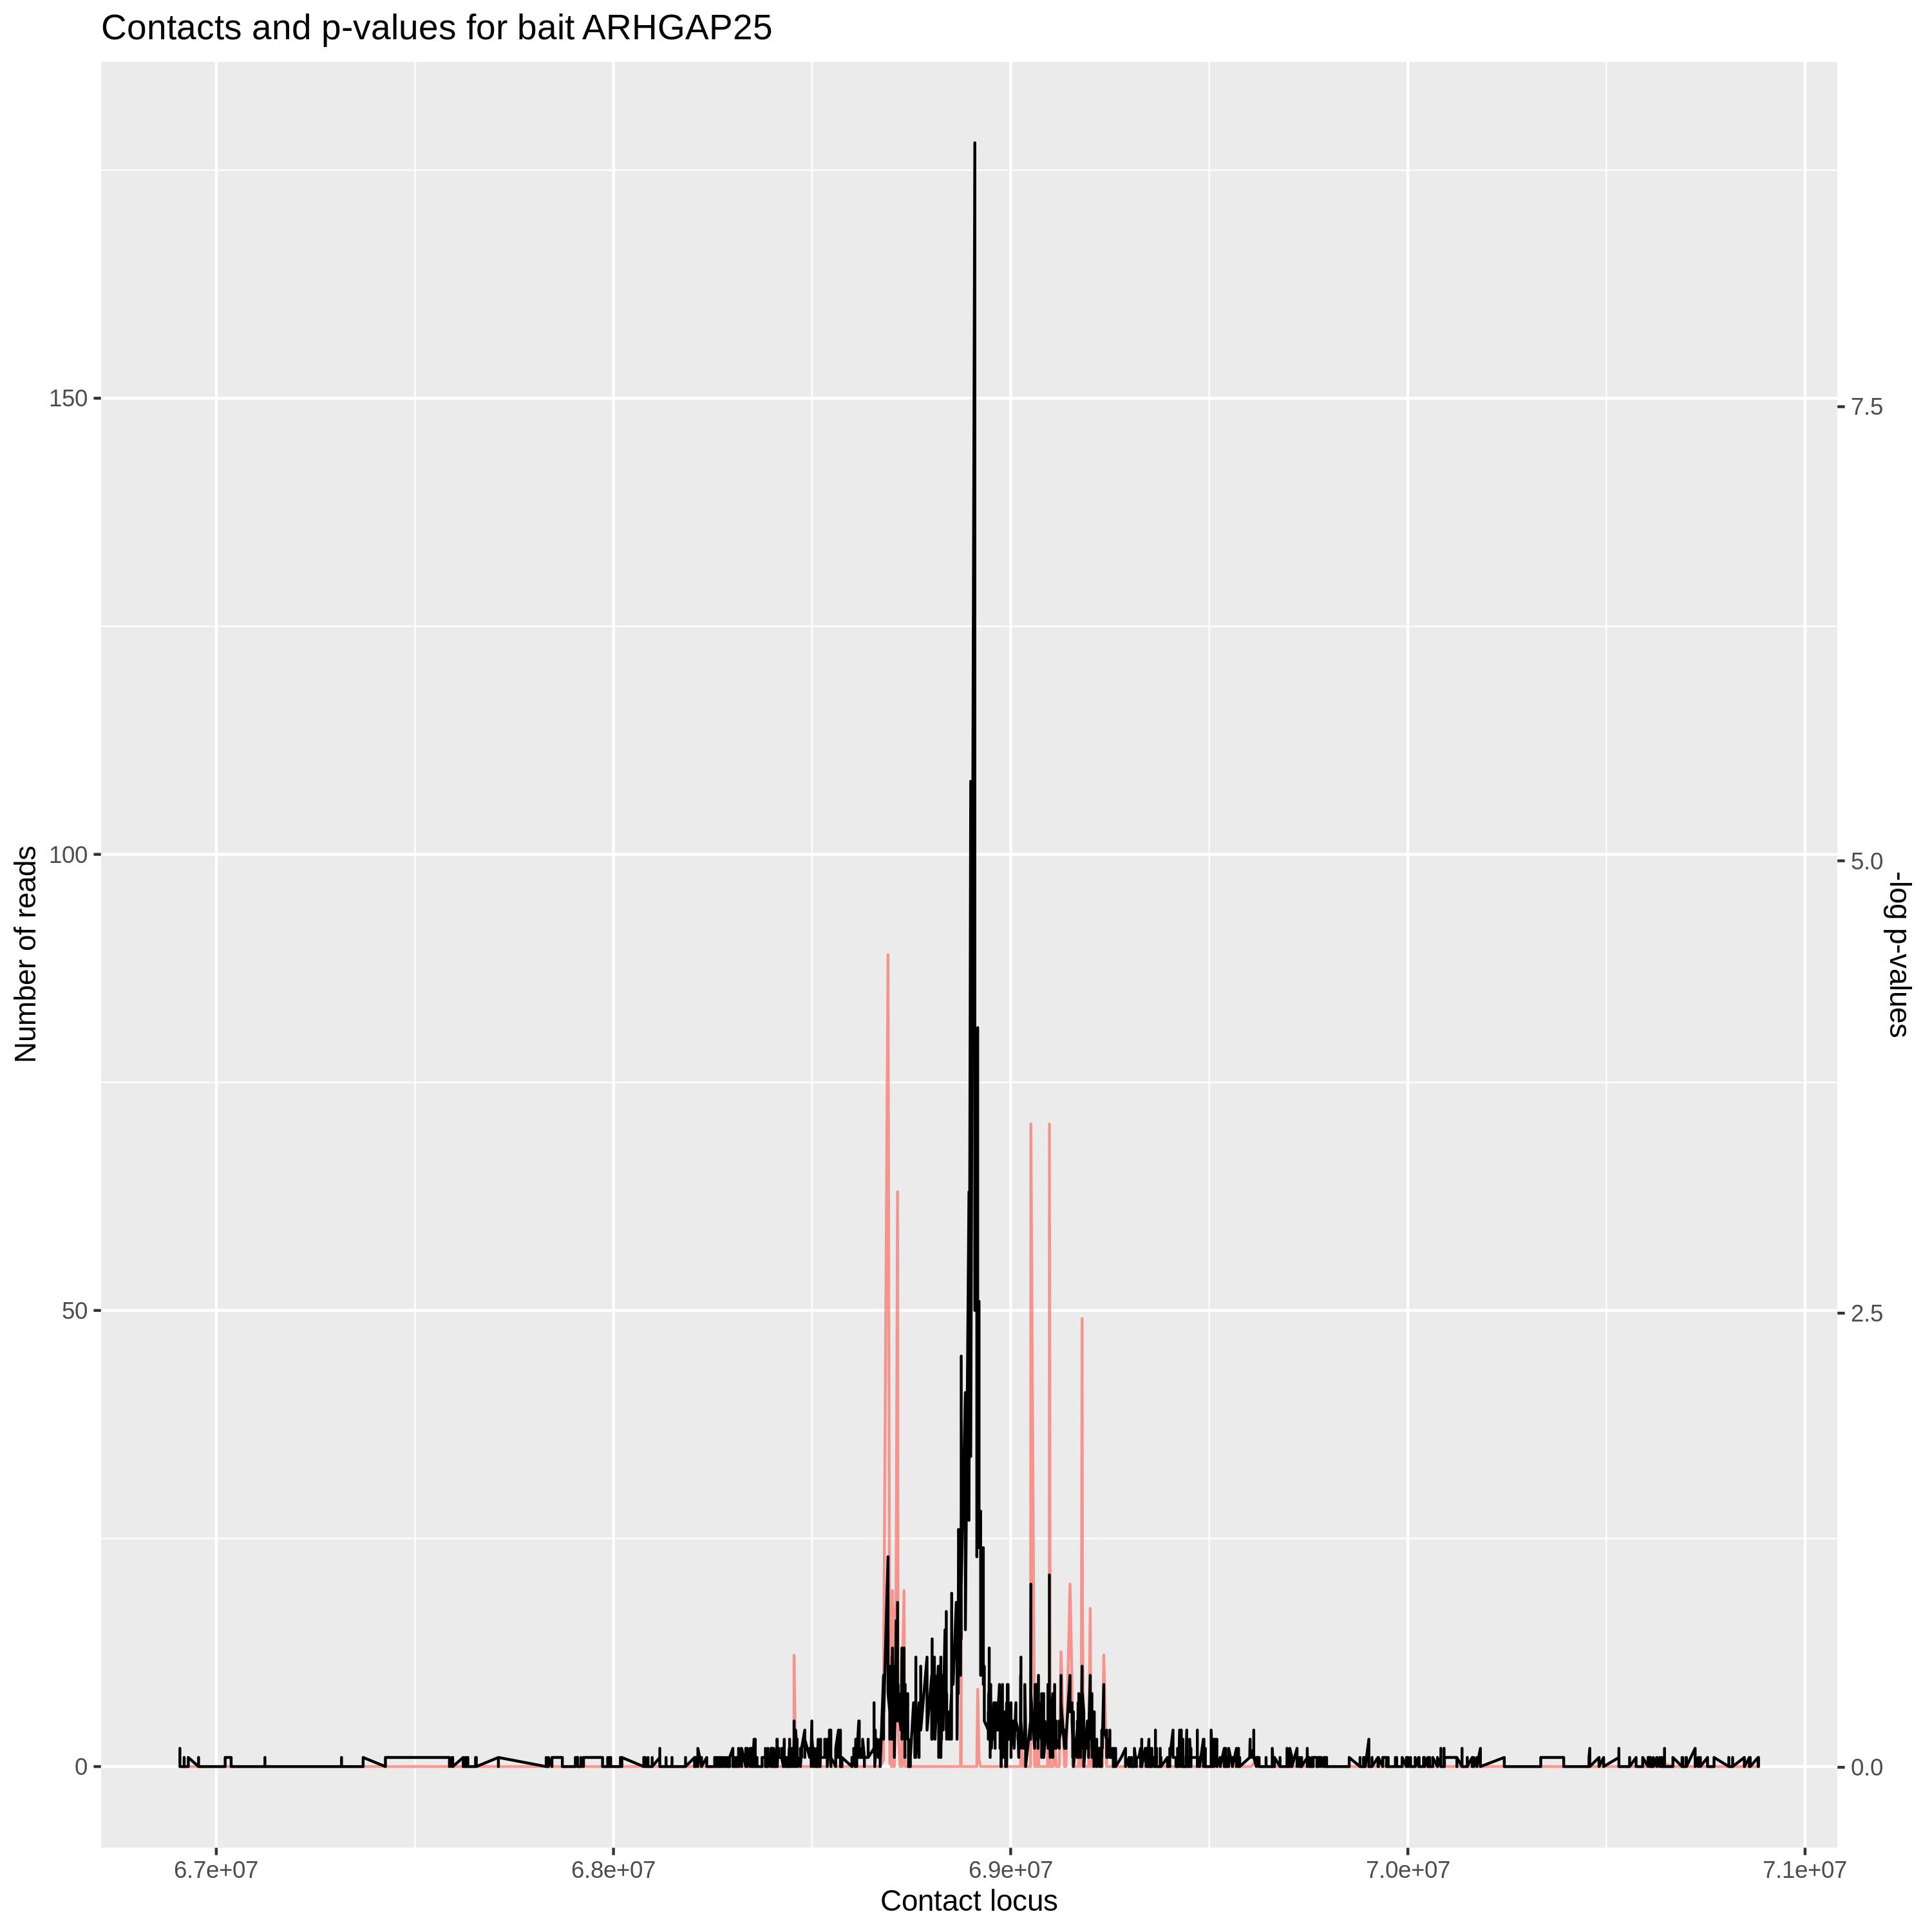 Contacts and p-values for bait ARHGAP25
Number of reads
150
100
50
0
7.5
5.0
2.5
0.0
-log p-values
6.7e+07
6.8e+07
6.9e+07
7.0e+07
7.1e+07
Contact locus